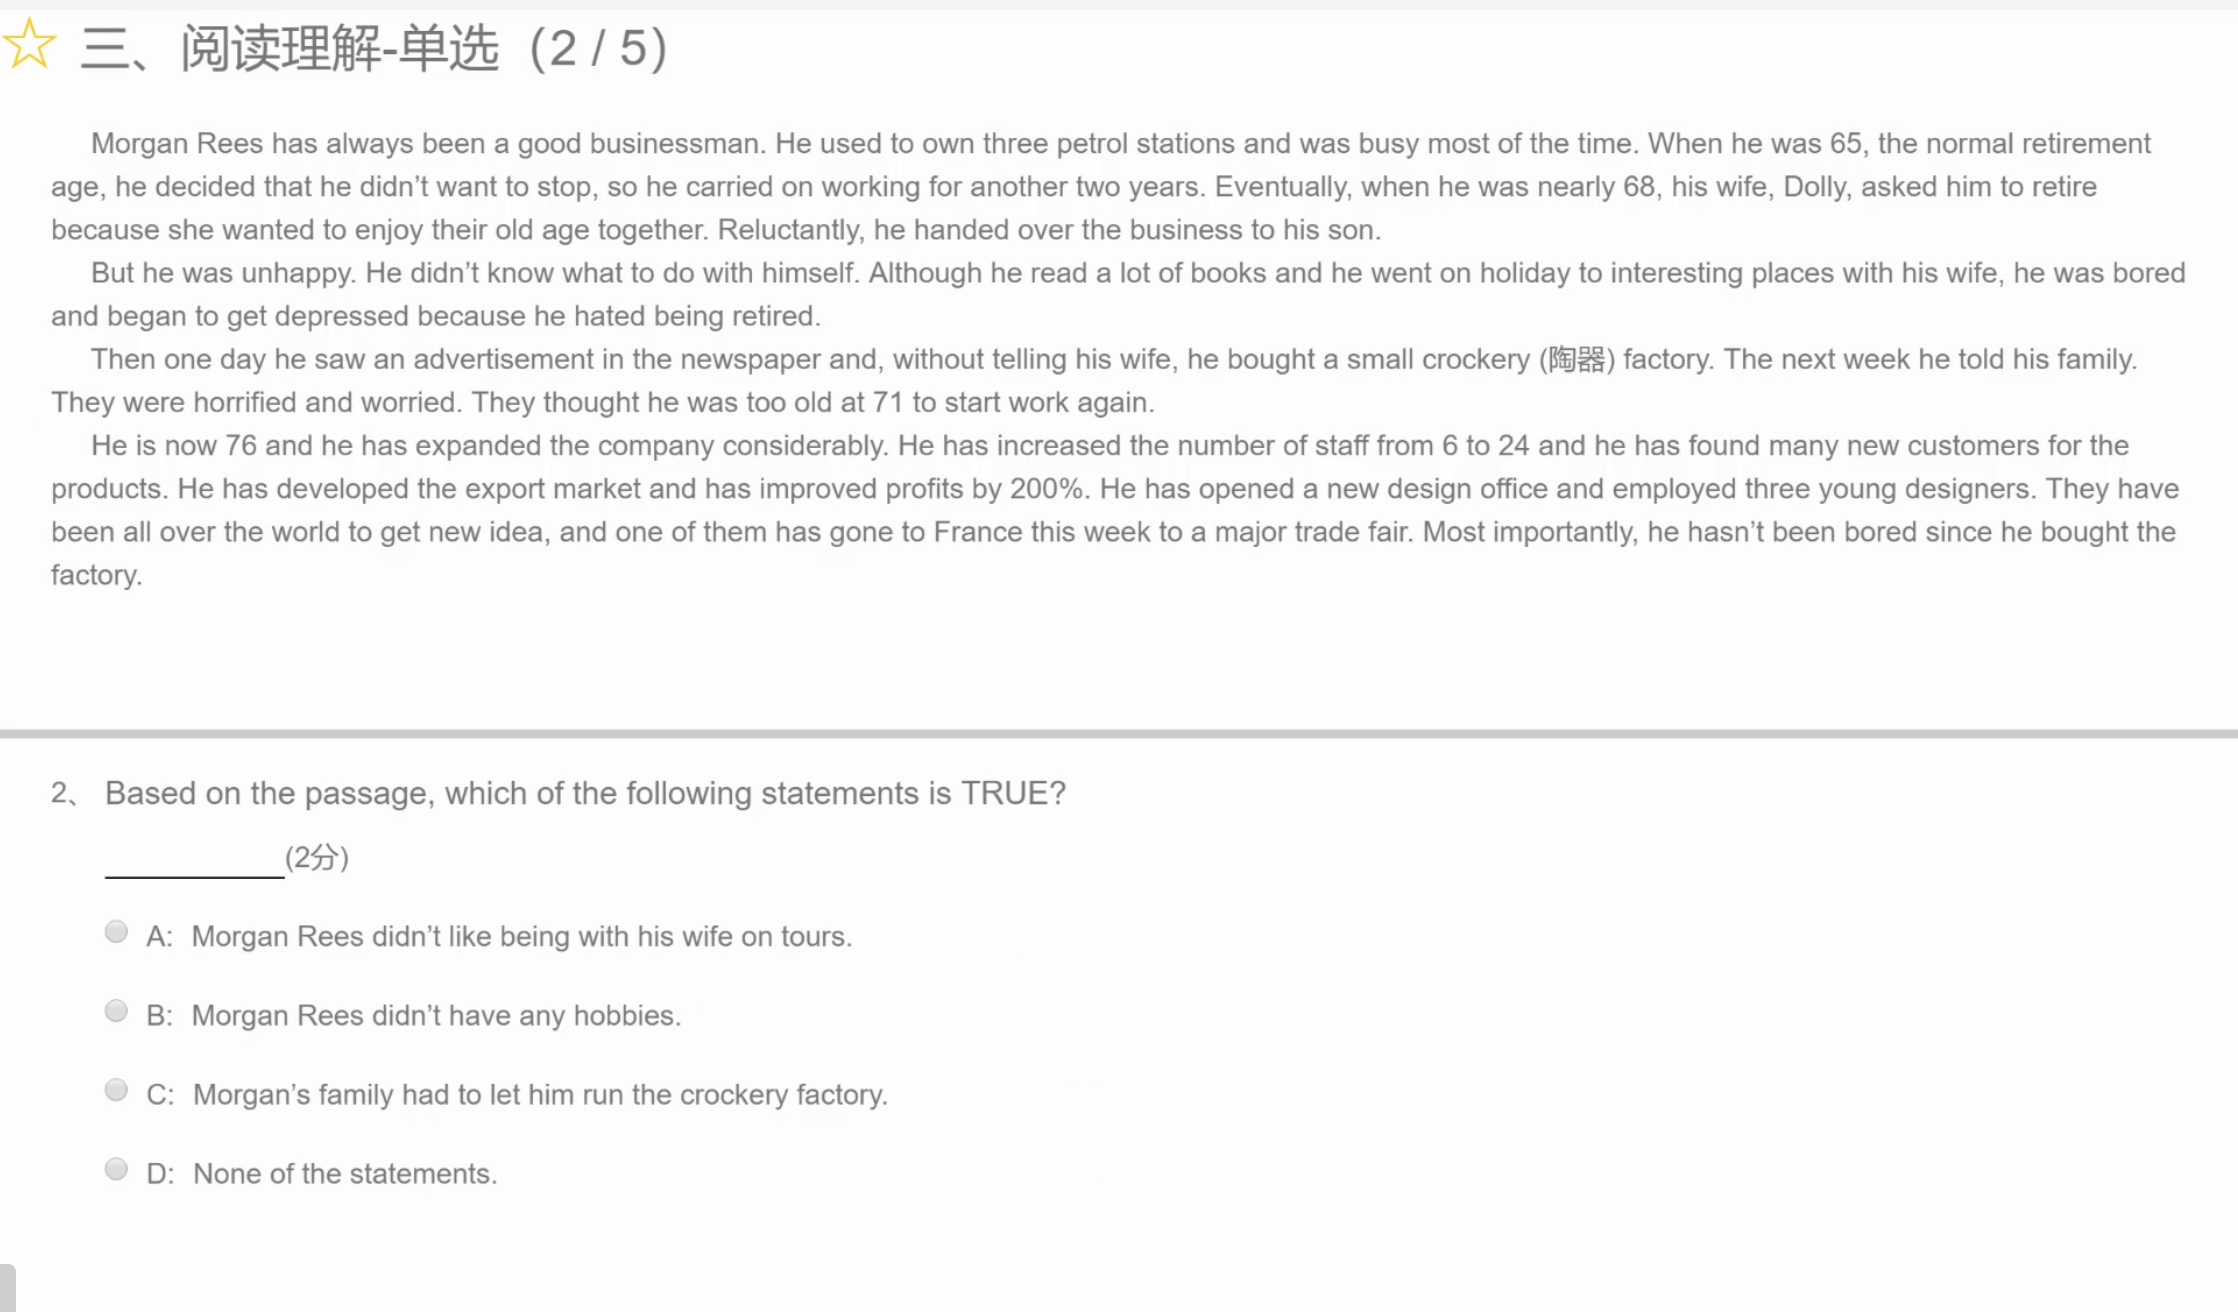 三、阅读理解-单选（2 / 5）
Morgan Rees has always been a good businessman. He used to own three petrol stations and was busy most of the time. When he was 65, the normal retirement
age, he decided that he didn’t want to stop, so he carried on working for another two years. Eventually, when he was nearly 68, his wife, Dolly, asked him to retire
because she wanted to enjoy their old age together. Reluctantly, he handed over the business to his son.
But he was unhappy. He didn’t know what to do with himself. Although he read a lot of books and he went on holiday to interesting places with his wife, he was bored
and began to get depressed because he hated being retired.
Then one day he saw an advertisement in the newspaper and, without telling his wife, he bought a small crockery (陶器) factory. The next week he told his family.
They were horrified and worried. They thought he was too old at 71 to start work again.
He is now 76 and he has expanded the company considerably. He has increased the number of staff from 6 to 24 and he has found many new customers for the
products. He has developed the export market and has improved profits by 200%. He has opened a new design office and employed three young designers. They have
been all over the world to get new idea, and one of them has gone to France this week to a major trade fair. Most importantly, he hasn’t been bored since he bought the
factory.
2、 Based on the passage, which of the following statements is TRUE?
__________(2分)
A: Morgan Rees didn’t like being with his wife on tours.
B: Morgan Rees didn’t have any hobbies.
C: Morgan’s family had to let him run the crockery factory.
D: None of the statements.